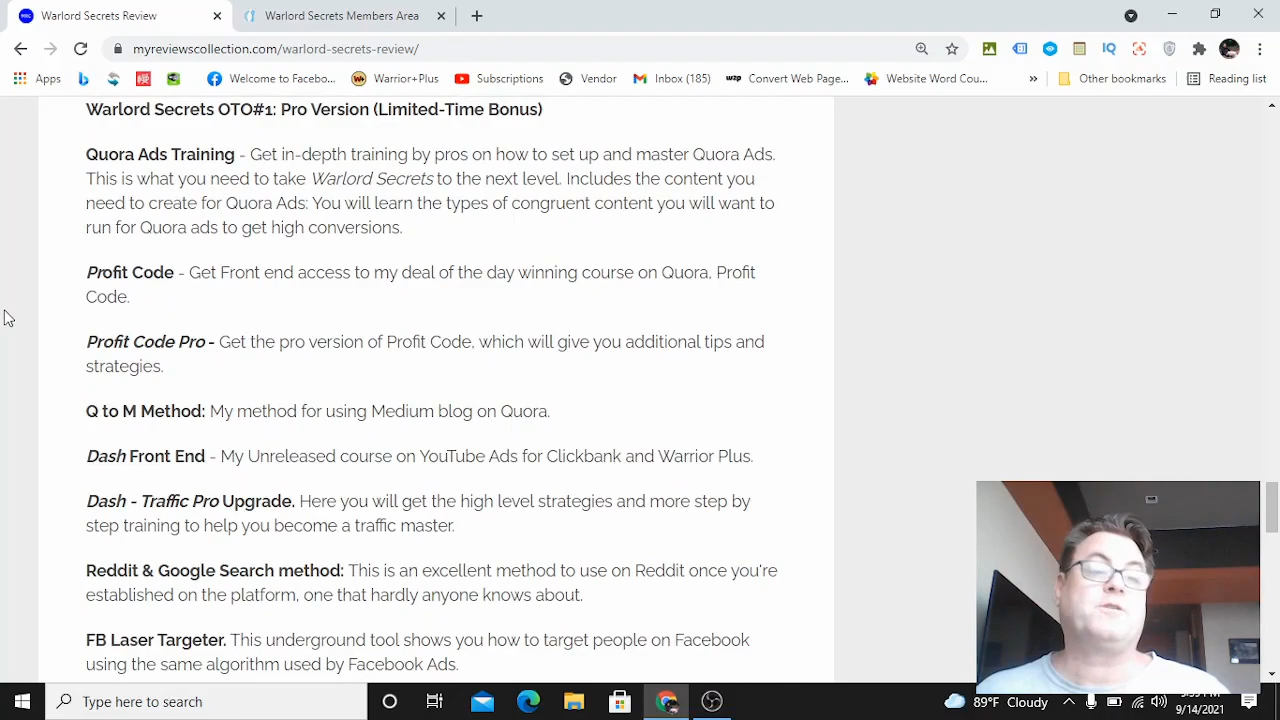 Warlord Secrets Review
Warlord Secrets Members Area
myreviewscollection.com/warlord-secrets-review/
Apps
Welcome to Facebo...
Warrior+Plus
Subscriptions
Vendor
Inbox (185)
Convert Web Page...
Website Word Cou...
»
Other bookmarks
Reading list
Warlord Secrets OTO#1: Pro Version (Limited-Time Bonus)
Quora Ads Training - Get in-depth training by pros on how to set up and master Quora Ads.
This is what you need to take Warlord Secrets to the next level. Includes the content you
need to create for Quora Ads: You will learn the types of congruent content you will want to
run for Quora ads to get high conversions.
Profit Code - Get Front end access to my deal of the day winning course on Quora, Profit
Code.
Profit Code Pro - Get the pro version of Profit Code, which will give you additional tips and
strategies.
Q to M Method: My method for using Medium blog on Quora.
Dash Front End - My Unreleased course on YouTube Ads for Clickbank and Warrior Plus.
Dash - Traffic Pro Upgrade. Here you will get the high level strategies and more step by
step training to help you become a traffic master.
Reddit & Google Search method: This is an excellent method to use on Reddit once you're
established on the platform, one that hardly anyone knows about.
FB Laser Targeter. This underground tool shows you how to target people on Facebook
using the same algorithm used by Facebook Ads.
Type here to search
89°F Cloudy
9/14/2021